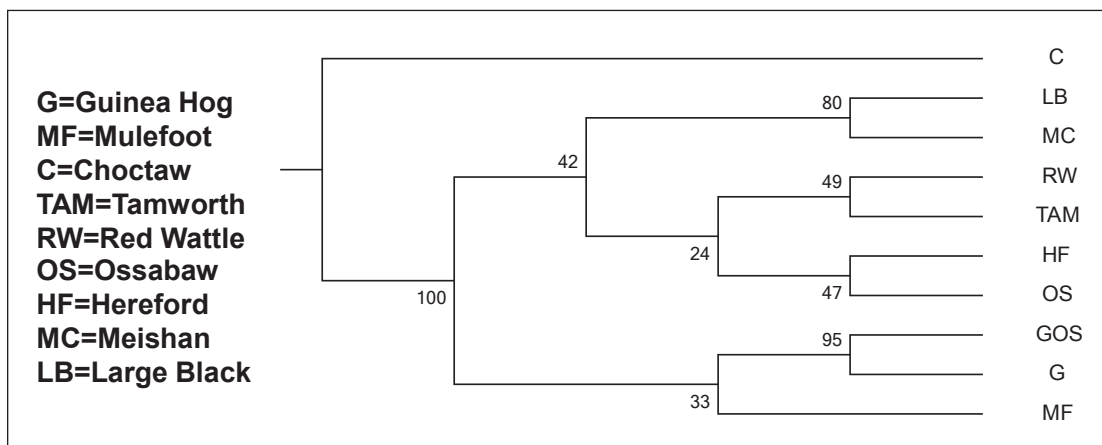 G=Guinea Hog
MF=Mulefoot
C=Choctaw
TAM=Tamworth
RW=Red Wattle
OS=Ossabaw
HF=Hereford
MC=Meishan
LB=Large Black
C
LB
80
MC
42
RW
49
TAM
24
HF
47
OS
100
GOS
95
G
33
MF